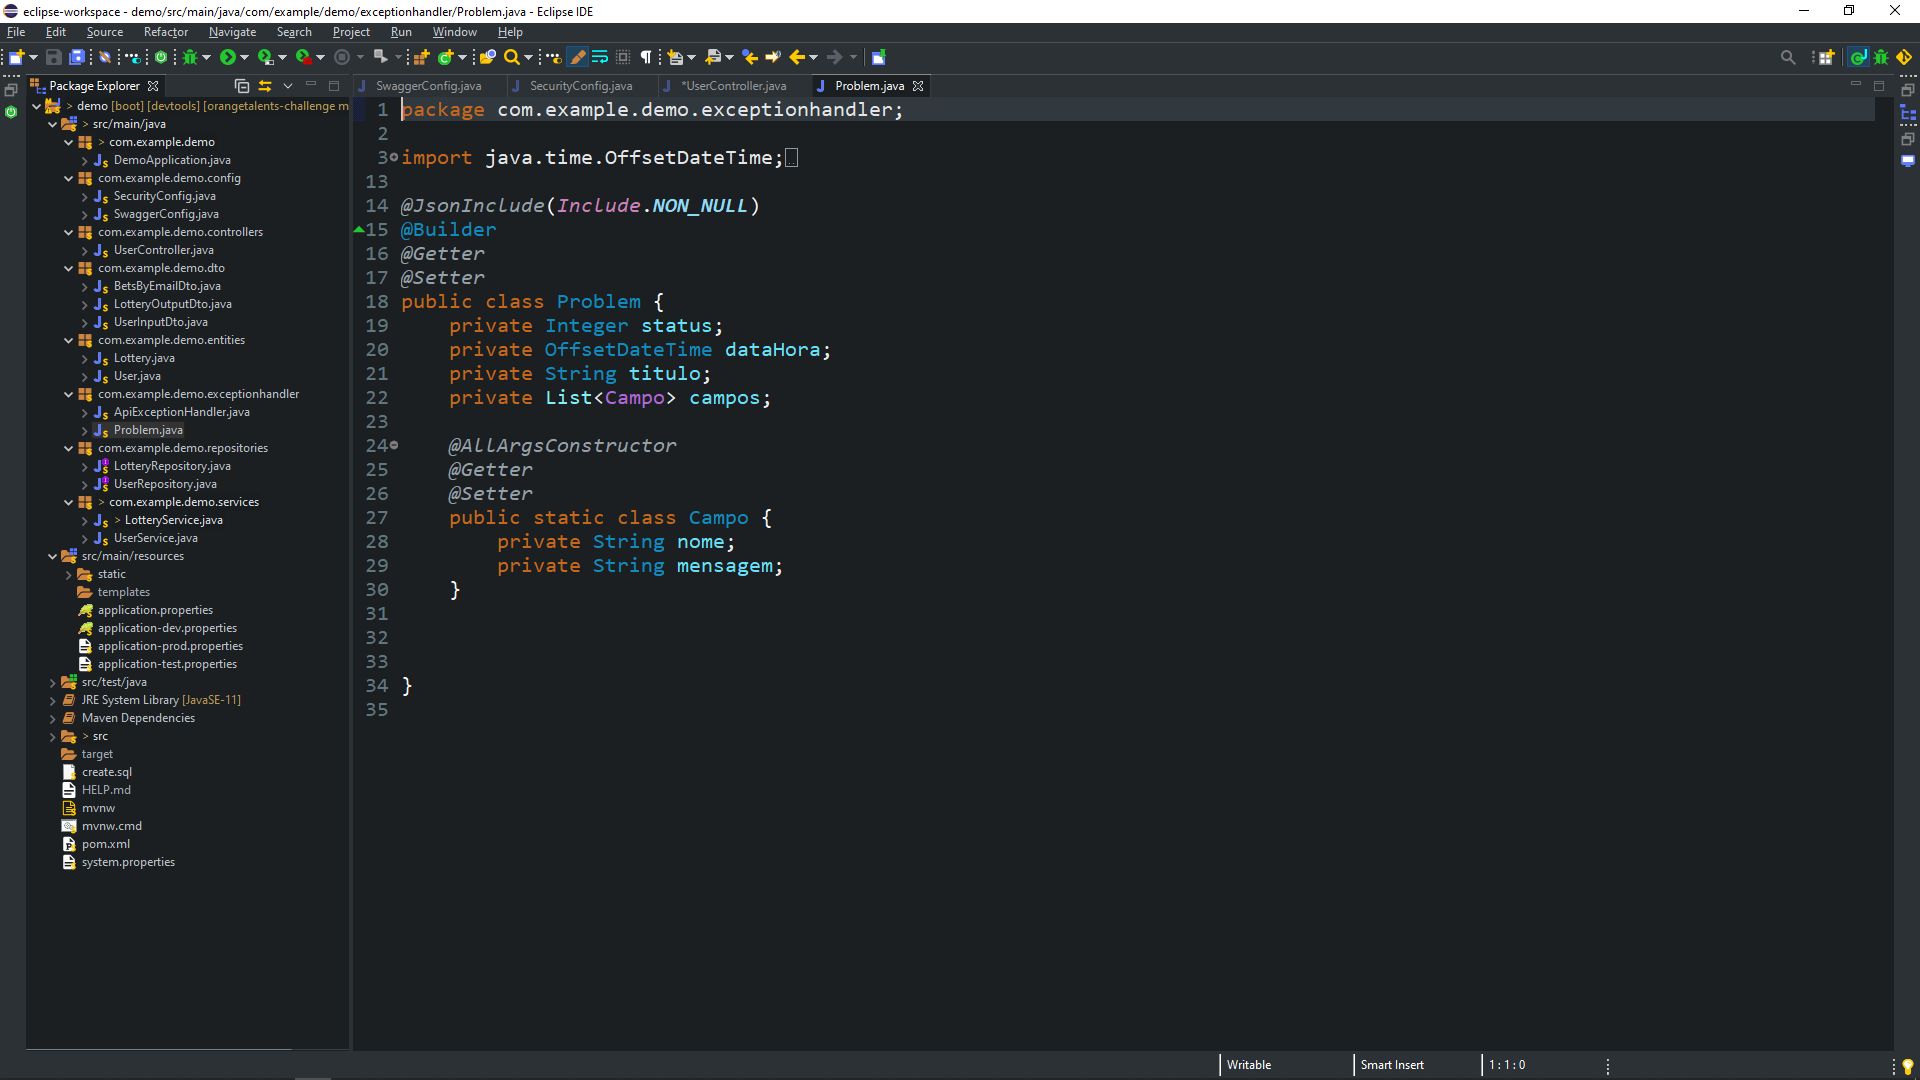 eclipse-workspace - demo/src/main/java/com/example/demo/exceptionhandler/Problem.java - Eclipse IDE
File Edit Source Refactor Navigate Search Project Run Window Help
Package Explorer
SwaggerConfig.java SecurityConfig.java *UserController.java Problem.java
> demo [boot] [devtools] [orangetalents-challenge m
> src/main/java
> com.example.demo
DemoApplication.java
com.example.demo.config
SecurityConfig.java
SwaggerConfig.java
com.example.demo.controllers
UserController.java
com.example.demo.dto
BetsByEmailDto.java
LotteryOutputDto.java
UserInputDto.java
com.example.demo.entities
Lottery.java
User.java
com.example.demo.exceptionhandler
ApiExceptionHandler.java
Problem.java
com.example.demo.repositories
LotteryRepository.java
UserRepository.java
> com.example.demo.services
> LotteryService.java
UserService.java
src/main/resources
static
templates
application.properties
application-dev.properties
application-prod.properties
application-test.properties
src/test/java
JRE System Library [JavaSE-11]
Maven Dependencies
> src
target
create.sql
HELP.md
mvnw
mvnw.cmd
pom.xml
system.properties
1 package com.example.demo.exceptionhandler;
2
3 import java.time.OffsetDateTime;
13
14 @JsonInclude(Include.NON_NULL)
15 @Builder
16 @Getter
17 @Setter
18 public class Problem {
19 private Integer status;
20 private OffsetDateTime dataHora;
21 private String titulo;
22 private List<Campo> campos;
23
24 @AllArgsConstructor
25 @Getter
26 @Setter
27 public static class Campo {
28 private String nome;
29 private String mensagem;
30 }
31
32
33
34 }
35
Writable Smart Insert 1 : 1 : 0